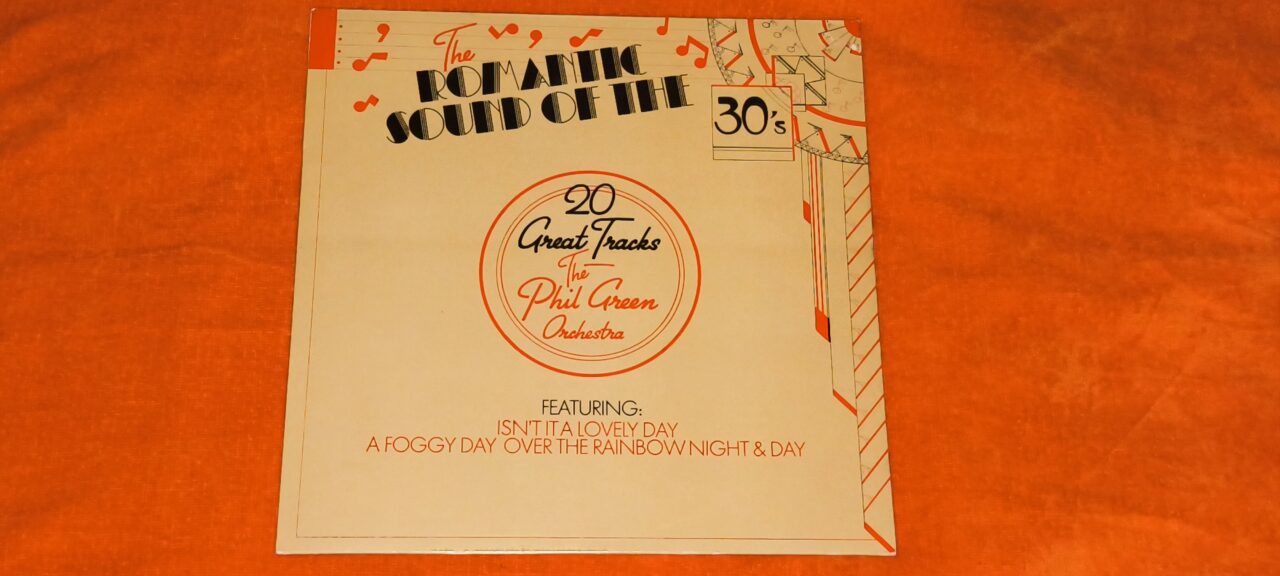 The
ROMANTIC
SOUND OF THE
30's
20
Great Tracks
The
Phil Green
Orchestra
FEATURING:
ISN'T IT A LOVELY DAY
A FOGGY DAY OVER THE RAINBOW NIGHT & DAY